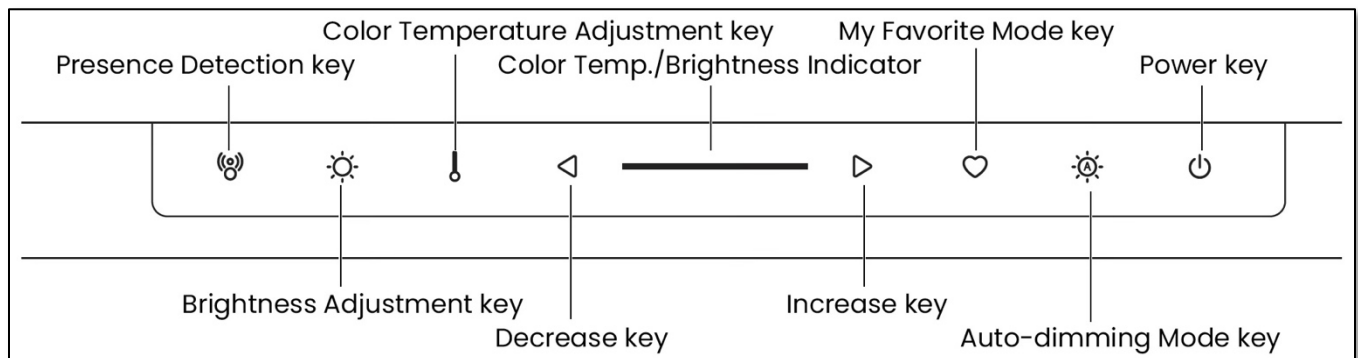 Color Temperature Adjustment key
My Favorite Mode key
Presence Detection key
Color Temp./Brightness Indicator
Power key
A
Brightness Adjustment key
Increase key
Decrease key
Auto-dimming Mode key